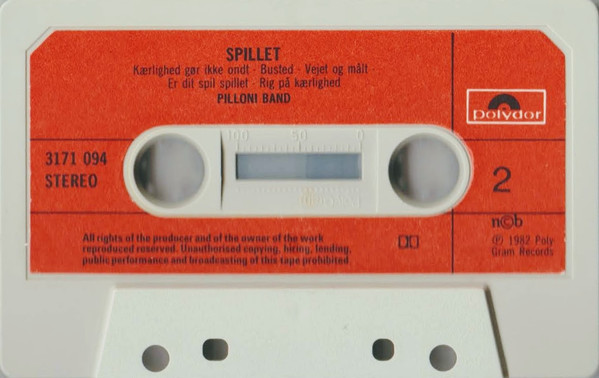 SPILLET
Kærlighed gør ikke ondt - Busted - Vejet og målt -
Er dit spil spillet - Rig på kærlighed
PILLONI BAND
polydor
100 50 0
3171 094
STEREO
2
n©b
All rights of the producer and of the owner of the work
reproduced reserved. Unauthorised copying, hiring, lending,
public performance and broadcasting of this tape prohibited.
℗ 1982 Poly
Gram Records